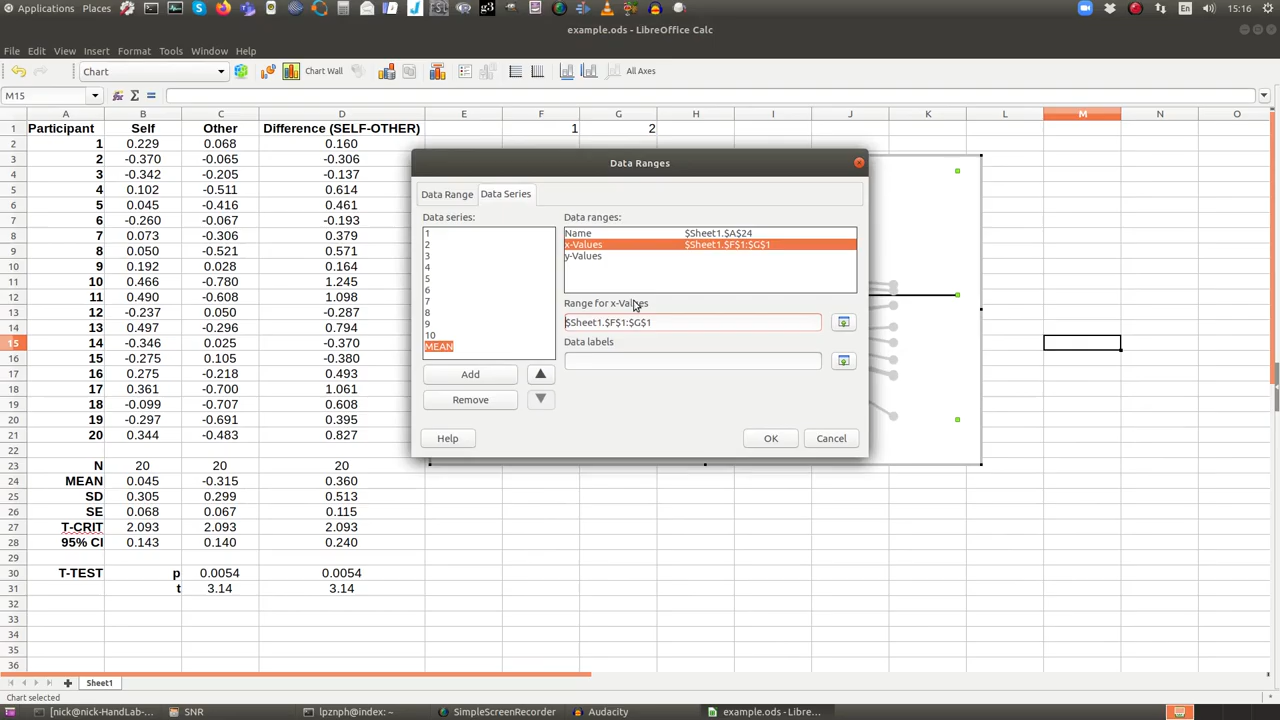 Applications Places En 15:16
example.ods - LibreOffice Calc
File Edit View Insert Format Tools Window Help
Chart Chart Wall All Axes
M15
A B C D E F G H I J K L M N O
1 Participant Self Other Difference (SELF-OTHER) 1 2
2 1 0.229 0.068 0.160
3 2 -0.370 -0.065 -0.306
4 3 -0.342 -0.205 -0.137
5 4 0.102 -0.511 0.614
6 5 0.045 -0.416 0.461
7 6 -0.260 -0.067 -0.193
8 7 0.073 -0.306 0.379
9 8 0.050 -0.521 0.571
10 9 0.192 0.028 0.164
11 10 0.466 -0.780 1.245
12 11 0.490 -0.608 1.098
13 12 -0.237 0.050 -0.287
14 13 0.497 -0.296 0.794
15 14 -0.346 0.025 -0.370
16 15 -0.275 0.105 -0.380
17 16 0.275 -0.218 0.493
18 17 0.361 -0.700 1.061
19 18 -0.099 -0.707 0.608
20 19 -0.297 -0.691 0.395
21 20 0.344 -0.483 0.827
22
23 N 20 20 20
24 MEAN 0.045 -0.315 0.360
25 SD 0.305 0.299 0.513
26 SE 0.068 0.067 0.115
27 T-CRIT 2.093 2.093 2.093
28 95% CI 0.143 0.140 0.240
29
30 T-TEST p 0.0054 0.0054
31 t 3.14 3.14
32
33
34
35
36
Data Ranges
Data Range Data Series
Data series: Data ranges:
1 Name $Sheet1.$A$24
2 x-Values $Sheet1.$F$1:$G$1
3 y-Values
4
5
6
7 Range for x-Values
8
9 $Sheet1.$F$1:$G$1
10
MEAN Data labels
Add
Remove
Help OK Cancel
Sheet1
Chart selected
[nick@nick-HandLab-... SNR lpznph@index: ~ SimpleScreenRecorder Audacity example.ods - Libre...